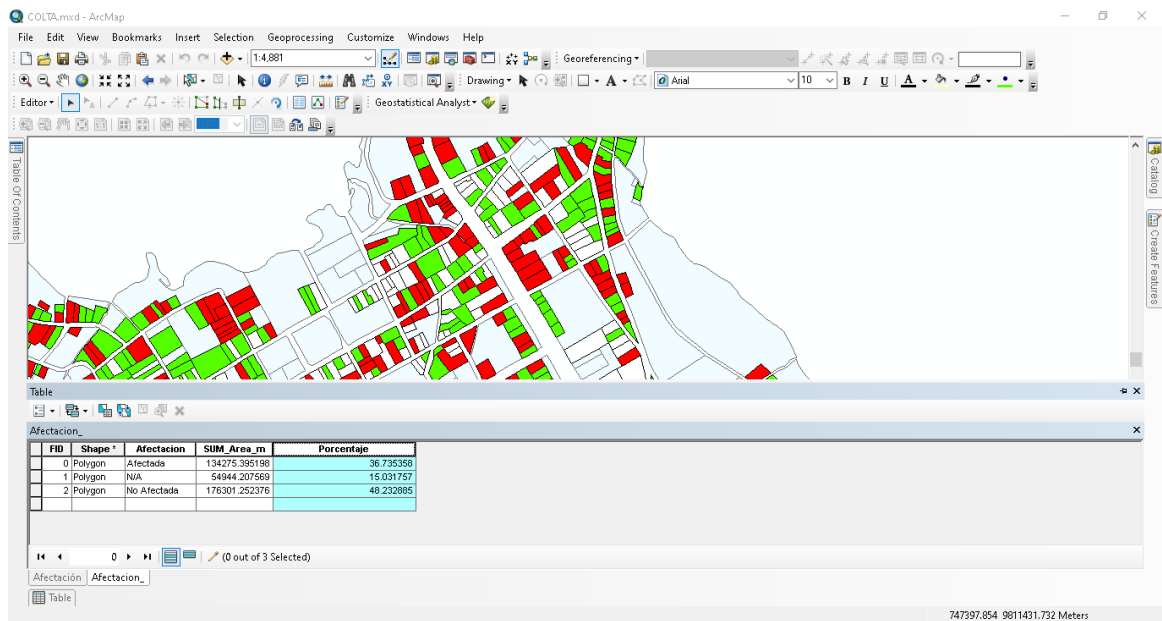 COLTA.mxd - ArcMap
File Edit View Bookmarks Insert Selection Geoprocessing Customize Windows Help
1:4,881 Georeferencing
Drawing A Arial 10 B I U A
Editor Geostatistical Analyst
Table Of Contents
Catalog
Create Features
Table
Afectacion_
FID Shape * Afectacion SUM_Area_m Porcentaje
0 Polygon Afectada 134275.395198 36.735358
1 Polygon N/A 54944.207569 15.031757
2 Polygon No Afectada 176301.252376 48.232885
0 (0 out of 3 Selected)
Afectación Afectacion_
Table
747397.854 9811431.732 Meters